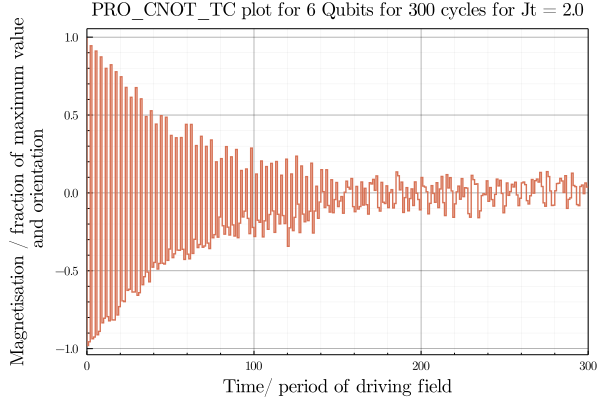 PRO_CNOT_TC plot for 6 Qubits for 300 cycles for Jt = 2.0
Magnetisation / fraction of maximum value
and orientation
1.0
0.5
0.0
−0.5
−1.0
0
100
200
300
Time/ period of driving field